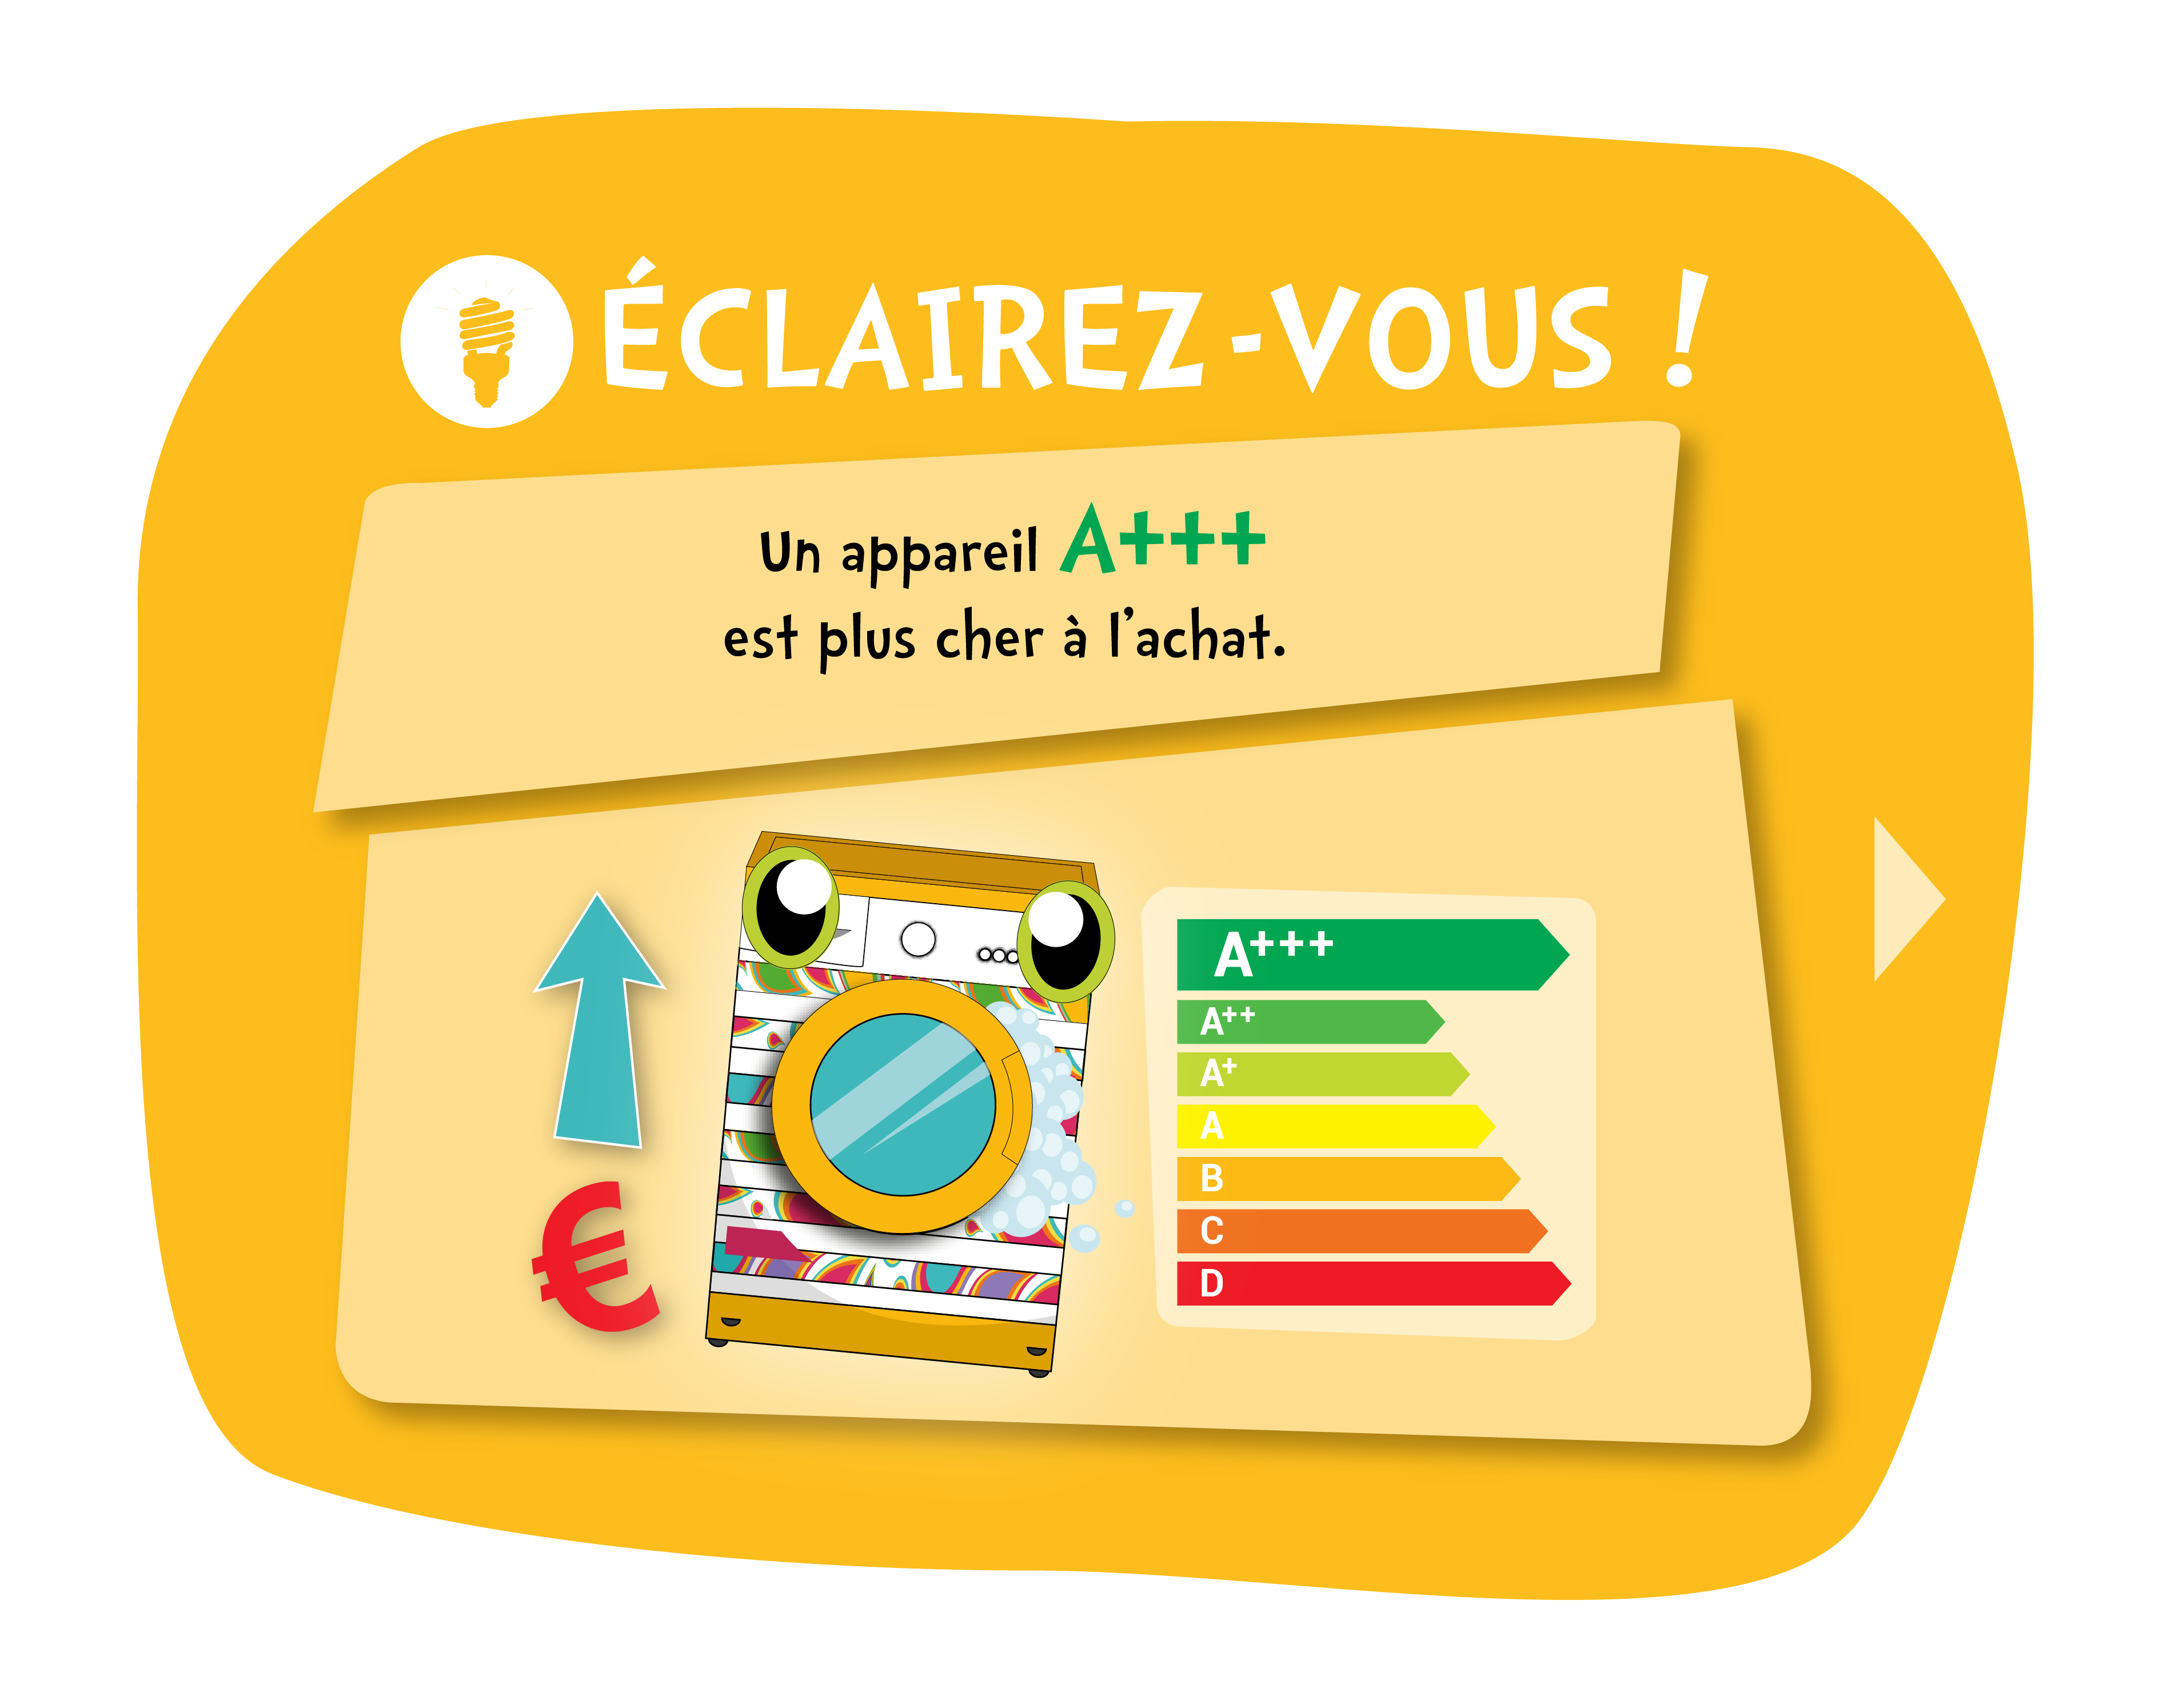 ÉCLAIREZ-VOUS !
Un appareil A+++
est plus cher à l'achat.
€
A+++
A++
A+
A
B
C
D